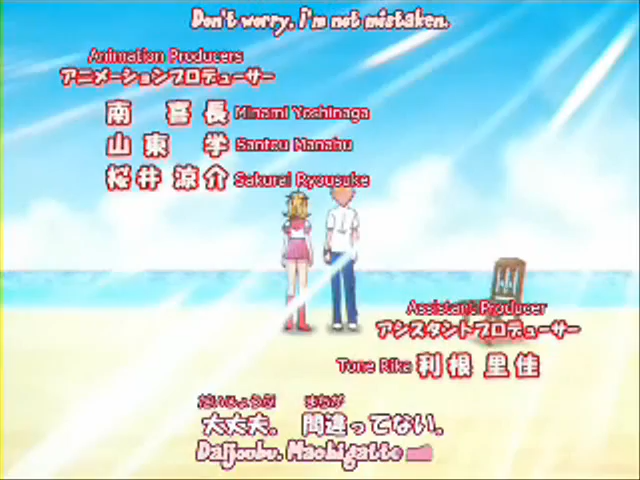 Don't worry, I'm not mistaken.
Animation Producers
アニメーションプロデューサー
南 喜長 Minami Yoshinaga
山東 学 Santou Manabu
桜井 涼介 Sakurai Ryousuke
Assistant Producer
アシスタントプロデューサー
Tone Rika 利根 里佳
だいじょうぶ まちが
大丈夫。 間違ってない。
Daijoubu. Machigatte